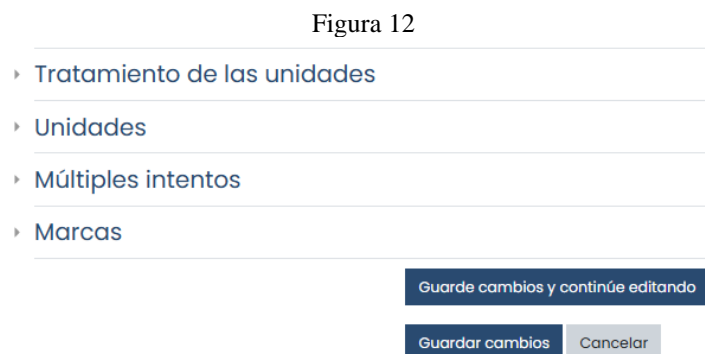 Figura 12
Tratamiento de las unidades
Unidades
Múltiples intentos
Marcas
Guarde cambios y continúe editando
Guardar cambios Cancelar